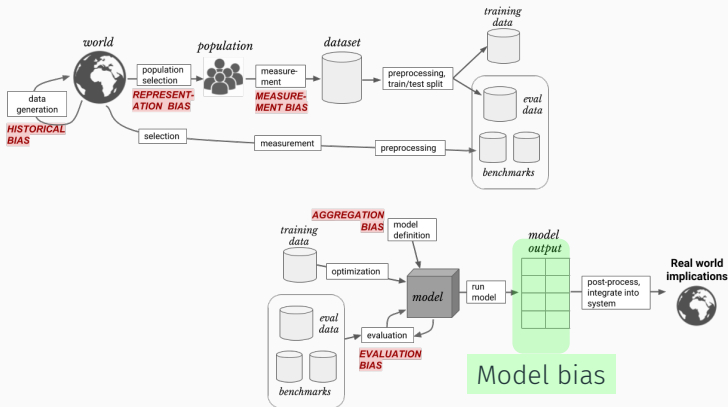 world
population
dataset
training
data
data
generation
HISTORICAL
BIAS
population
selection
REPRESENT-
ATION BIAS
measure-
ment
MEASURE-
MENT BIAS
preprocessing,
train/test split
eval
data
benchmarks
selection
measurement
preprocessing
AGGREGATION
BIAS
model
definition
training
data
optimization
model
eval
data
evaluation
EVALUATION
BIAS
benchmarks
run
model
model
output
post-process,
integrate into
system
Real world
implications
Model bias